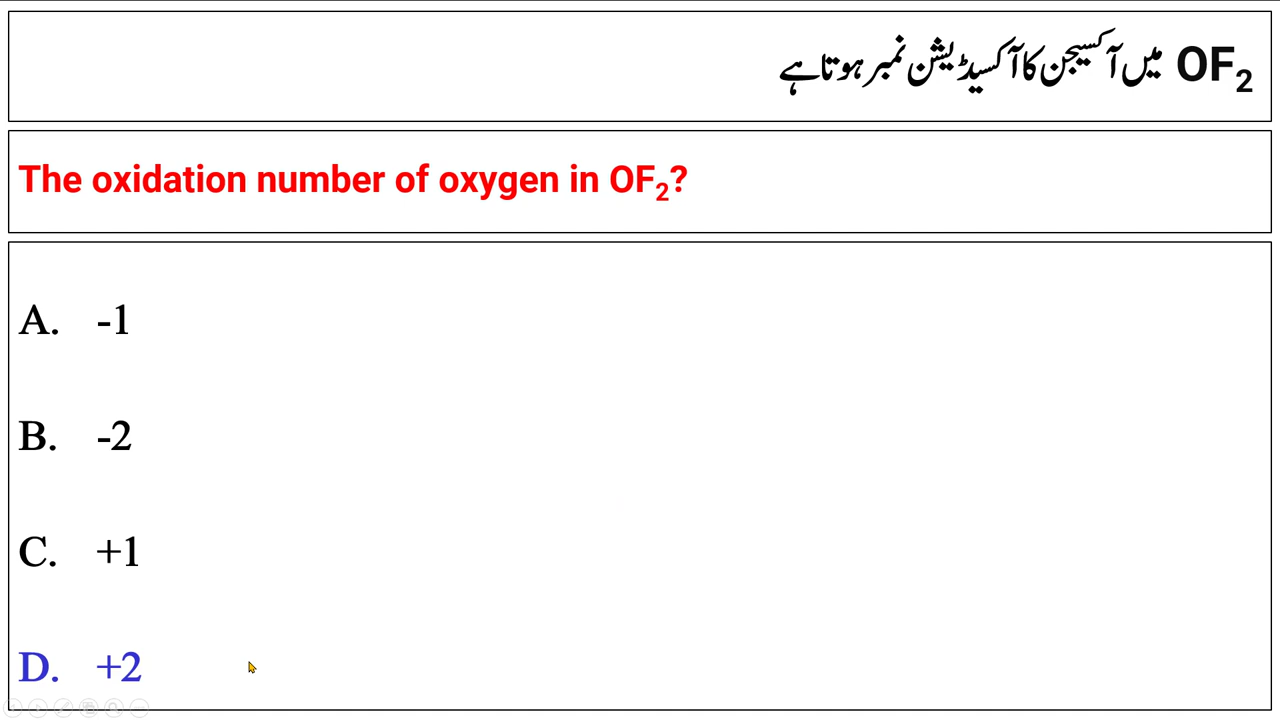 OF₂ میں آکسیجن کا آکسیڈیشن نمبر ہوتا ہے
The oxidation number of oxygen in OF₂?
A. -1
B. -2
C. +1
D. +2